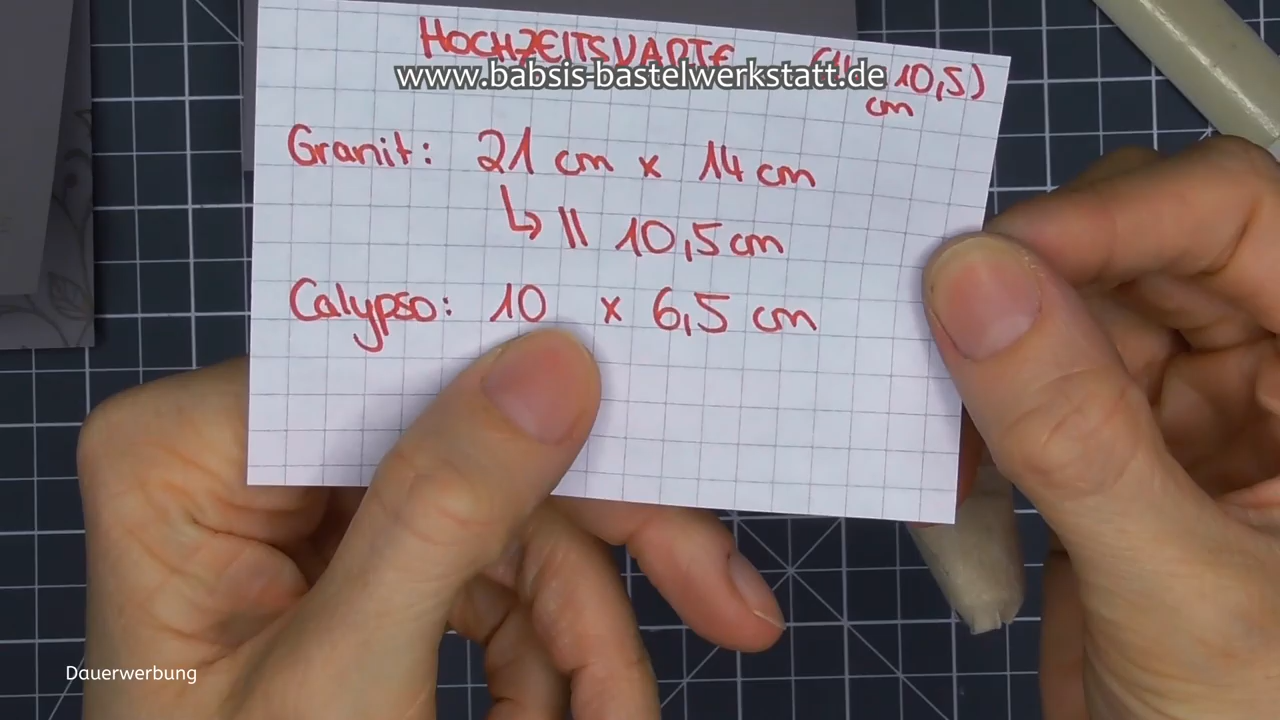 HOCHZEITSKARTE 10,5)
www.babsis-bastelwerkstatt.de
cm
Granit: 21 cm x 14 cm
↳ || 10,5 cm
Calypso: 10 x 6,5 cm
Dauerwerbung